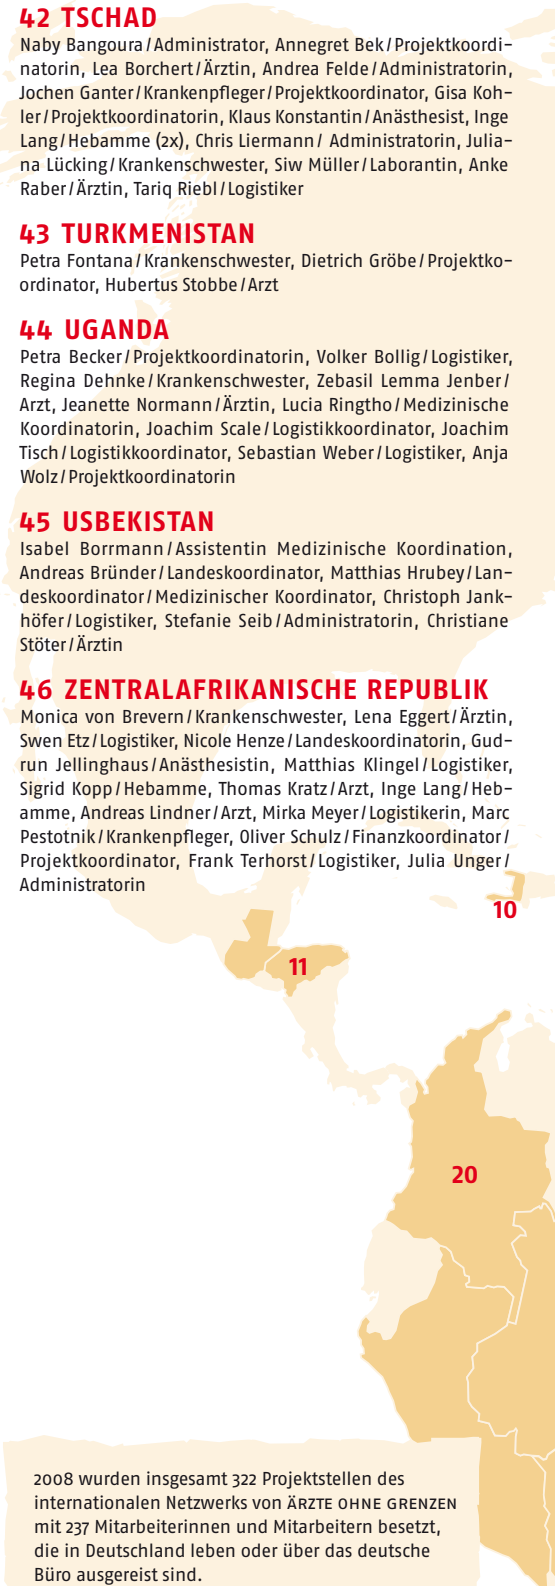 42 TSCHAD
Naby Bangoura/Administrator, Annegret Bek/Projektkoordi-
natorin, Lea Borchert/Ärztin, Andrea Felde/Administratorin,
Jochen Ganter/Krankenpfleger/Projektkoordinator, Gisa Koh-
ler/Projektkoordinatorin, Klaus Konstantin/Anästhesist, Inge
Lang/Hebamme (2x), Chris Liermann/ Administratorin, Julia-
na Lücking/Krankenschwester, Siw Müller/Laborantin, Anke
Raber/Ärztin, Tariq Riebl/Logistiker
43 TURKMENISTAN
Petra Fontana/Krankenschwester, Dietrich Gröbe/Projektko-
ordinator, Hubertus Stobbe/Arzt
44 UGANDA
Petra Becker/Projektkoordinatorin, Volker Bollig/Logistiker,
Regina Dehnke/Krankenschwester, Zebasil Lemma Jenber/
Arzt, Jeanette Normann/Ärztin, Lucia Ringtho/Medizinische
Koordinatorin, Joachim Scale/Logistikkoordinator, Joachim
Tisch/Logistikkoordinator, Sebastian Weber/Logistiker, Anja
Wolz/Projektkoordinatorin
45 USBEKISTAN
Isabel Borrmann/Assistentin Medizinische Koordination,
Andreas Bründer/Landeskoordinator, Matthias Hrubey/Lan-
deskoordinator/Medizinischer Koordinator, Christoph Jank-
höfer/Logistiker, Stefanie Seib/Administratorin, Christiane
Stöter/Ärztin
46 ZENTRALAFRIKANISCHE REPUBLIK
Monica von Brevern/Krankenschwester, Lena Eggert/Ärztin,
Swen Etz/Logistiker, Nicole Henze/Landeskoordinatorin, Gud-
run Jellinghaus/Anästhesistin, Matthias Klingel/Logistiker,
Sigrid Kopp/Hebamme, Thomas Kratz/Arzt, Inge Lang/Heb-
amme, Andreas Lindner/Arzt, Mirka Meyer/Logistikerin, Marc
Pestotnik/Krankenpfleger, Oliver Schulz/Finanzkoordinator/
Projektkoordinator, Frank Terhorst/Logistiker, Julia Unger/
Administratorin
10
11
20
2008 wurden insgesamt 322 Projektstellen des
internationalen Netzwerks von ÄRZTE OHNE GRENZEN
mit 237 Mitarbeiterinnen und Mitarbeitern besetzt,
die in Deutschland leben oder über das deutsche
Büro ausgereist sind.